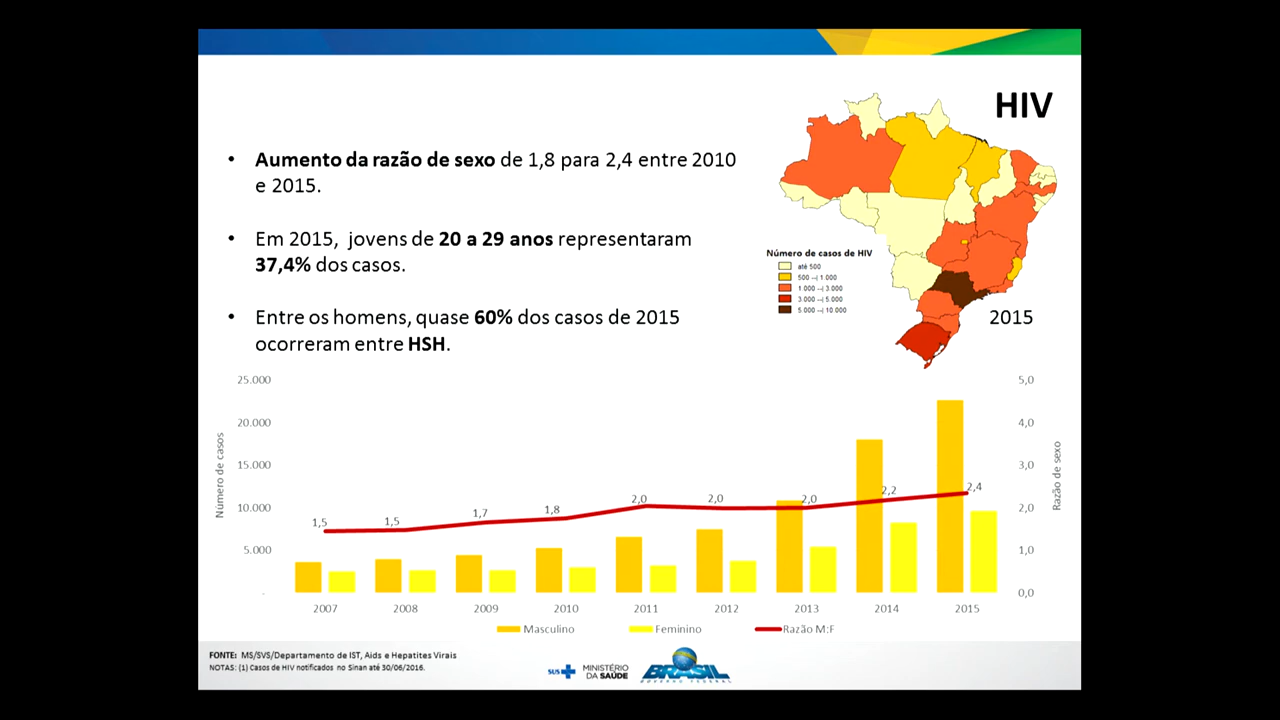 HIV
• Aumento da razão de sexo de 1,8 para 2,4 entre 2010
e 2015.
• Em 2015, jovens de 20 a 29 anos representaram
37,4% dos casos.
• Entre os homens, quase 60% dos casos de 2015
ocorreram entre HSH.
Número de casos de HIV
até 500
500 --| 1.000
1.000 --| 3.000
3.000 --| 5.000
5.000 --| 10.000
2015
Número de casos
25.000
20.000
15.000
10.000
5.000
-
1,5
1,5
1,7
1,8
2,0
2,0
2,0
2,2
2,4
5,0
4,0
3,0
2,0
1,0
0,0
Razão de sexo
2007 2008 2009 2010 2011 2012 2013 2014 2015
Masculino Feminino Razão M:F
FONTE: MS/SVS/Departamento de IST, Aids e Hepatites Virais
NOTAS: (1) Casos de HIV notificados no Sinan até 30/06/2016.
SUS
MINISTÉRIO
DA SAÚDE
BRASIL
GOVERNO FEDERAL